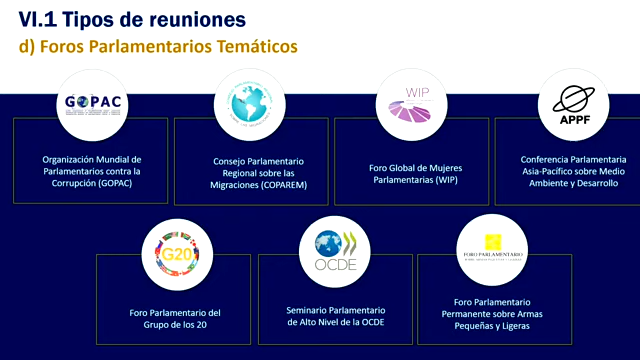 VI.1 Tipos de reuniones
d) Foros Parlamentarios Temáticos
GOPAC
WIP
APPF
Organización Mundial de
Parlamentarios contra la
Corrupción (GOPAC)
Consejo Parlamentario
Regional sobre las
Migraciones (COPAREM)
Foro Global de Mujeres
Parlamentarias (WIP)
Conferencia Parlamentaria
Asia-Pacífico sobre Medio
Ambiente y Desarrollo
G20
OCDE
FORO PARLAMENTARIO
Foro Parlamentario del
Grupo de los 20
Seminario Parlamentario
de Alto Nivel de la OCDE
Foro Parlamentario
Permanente sobre Armas
Pequeñas y Ligeras